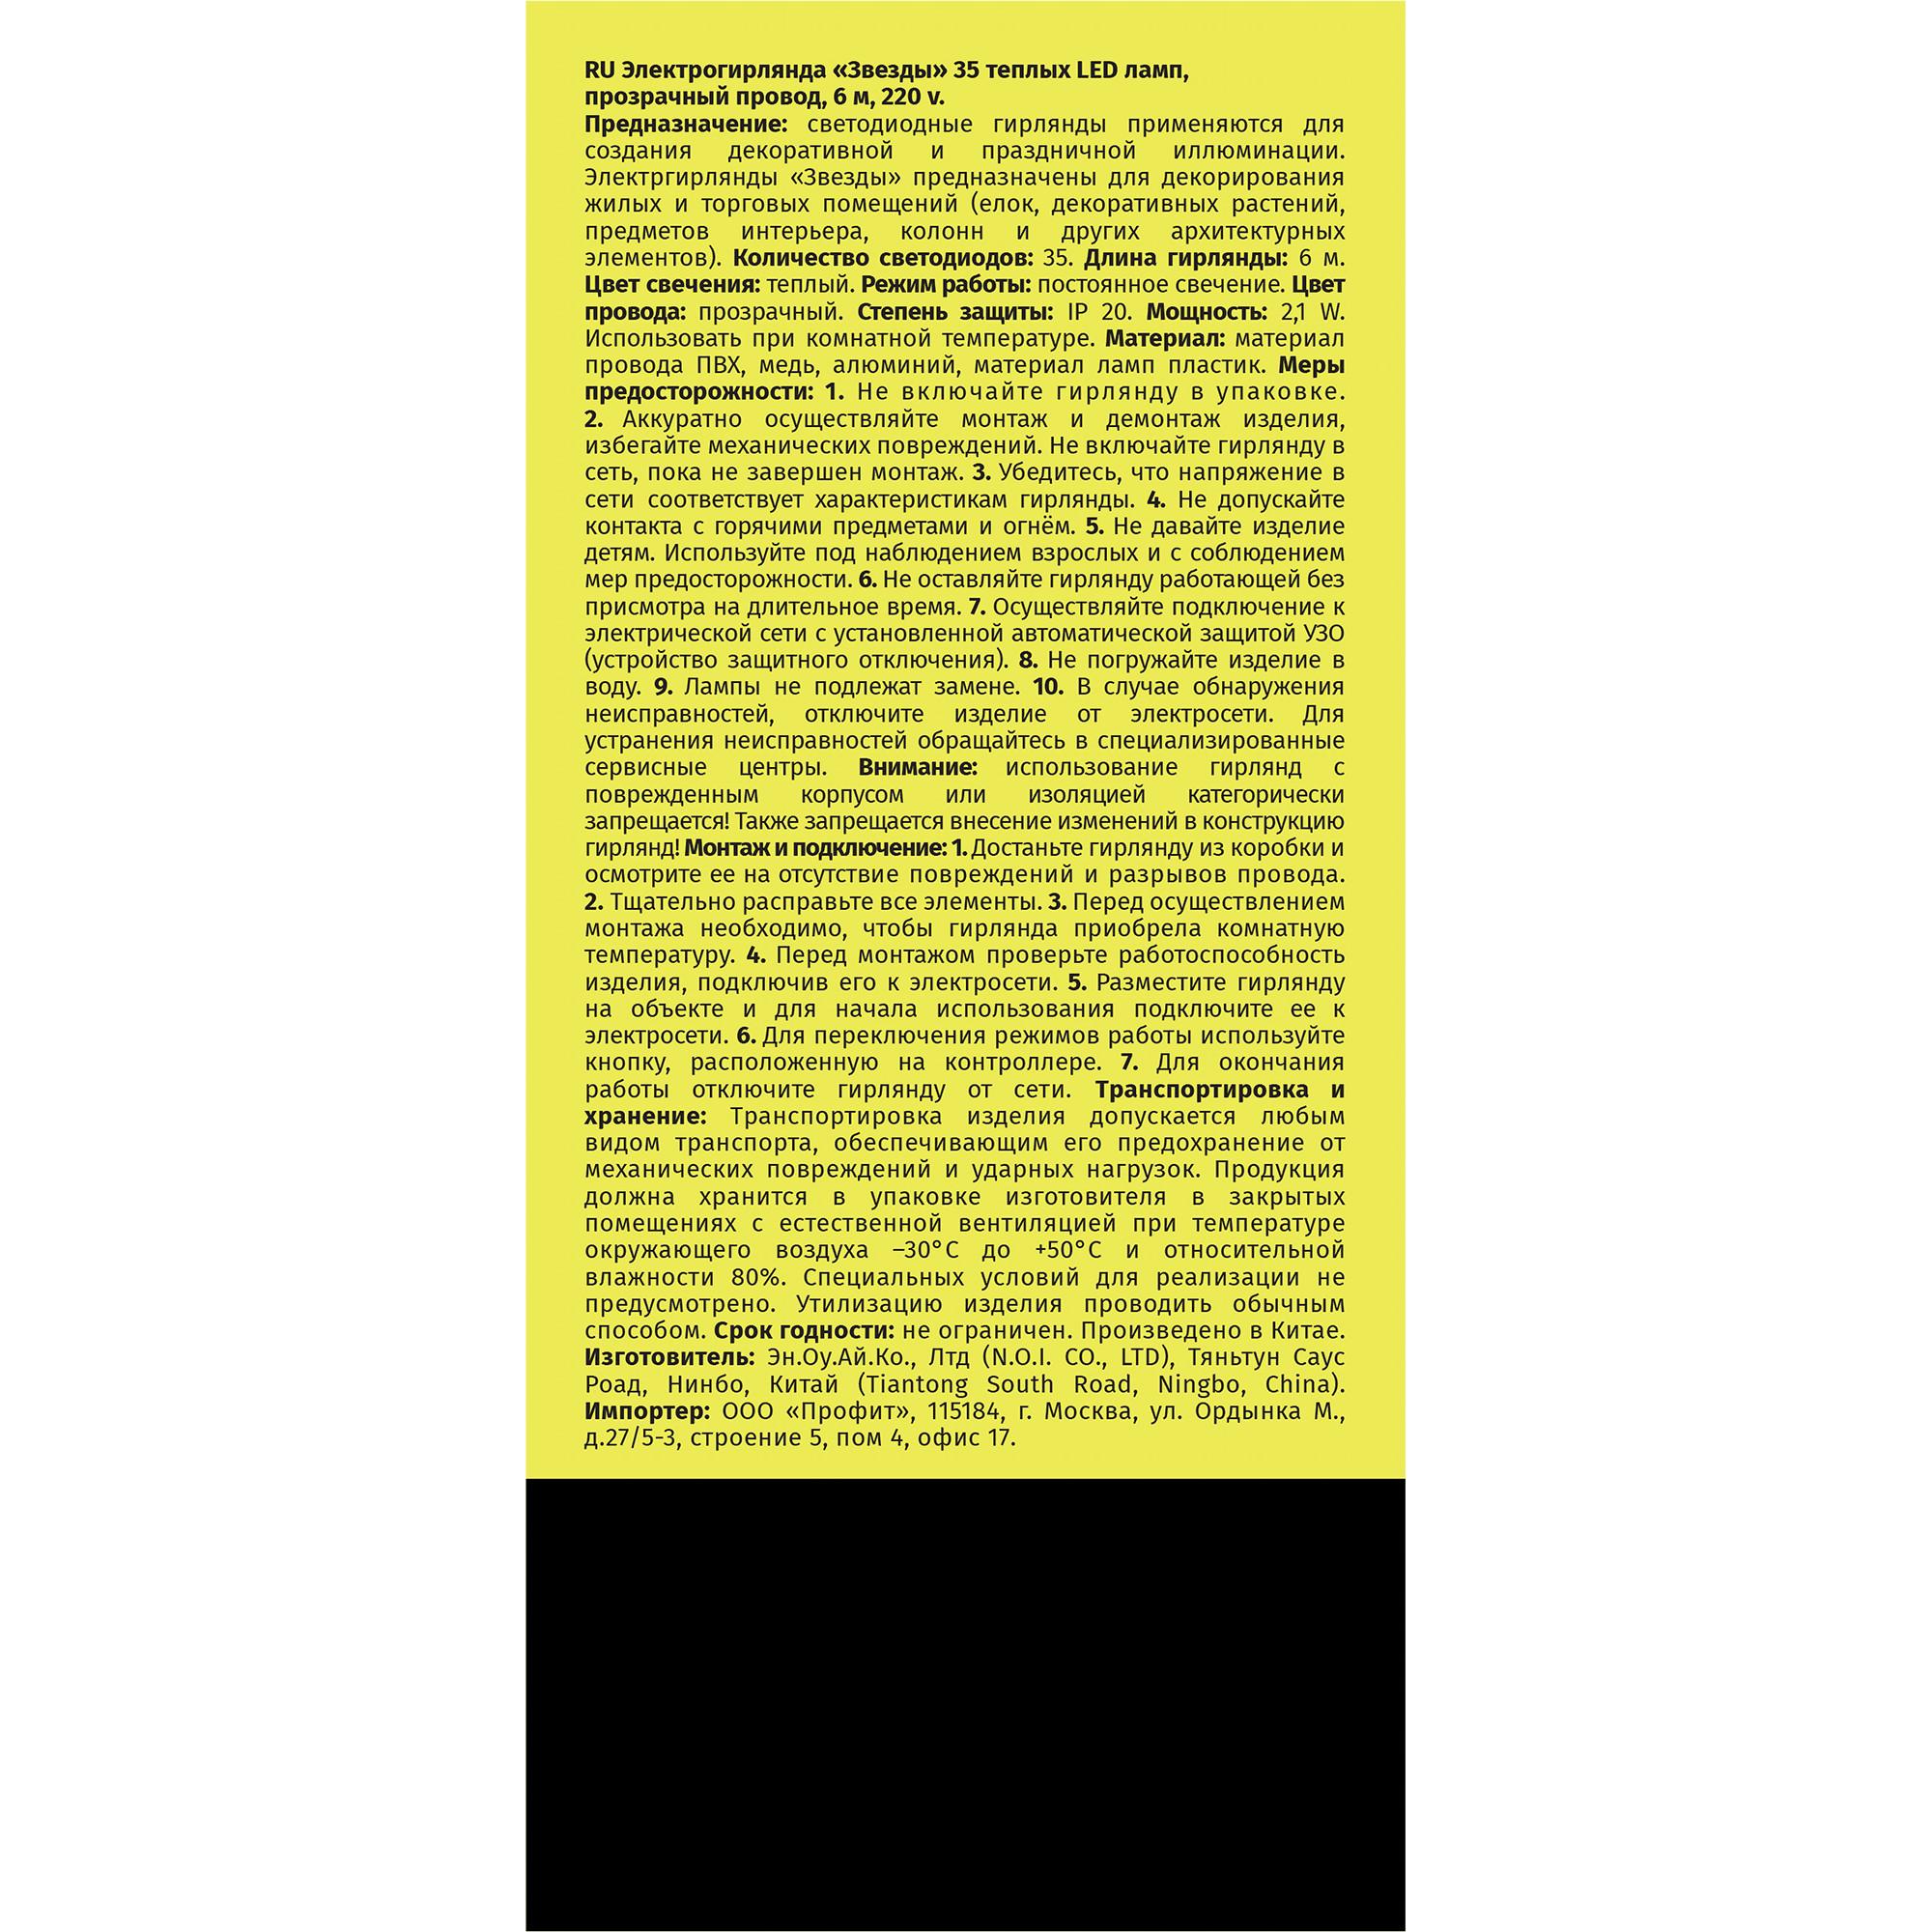 RU Электрогирлянда «Звезды» 35 теплых LED ламп,
прозрачный провод, 6 м, 220 v.
Предназначение: светодиодные гирлянды применяются для
создания декоративной и праздничной иллюминации.
Электргирлянды «Звезды» предназначены для декорирования
жилых и торговых помещений (елок, декоративных растений,
предметов интерьера, колонн и других архитектурных
элементов). Количество светодиодов: 35. Длина гирлянды: 6 м.
Цвет свечения: теплый. Режим работы: постоянное свечение. Цвет
провода: прозрачный. Степень защиты: IP 20. Мощность: 2,1 W.
Использовать при комнатной температуре. Материал: материал
провода ПВХ, медь, алюминий, материал ламп пластик. Меры
предосторожности: 1. Не включайте гирлянду в упаковке.
2. Аккуратно осуществляйте монтаж и демонтаж изделия,
избегайте механических повреждений. Не включайте гирлянду в
сеть, пока не завершен монтаж. 3. Убедитесь, что напряжение в
сети соответствует характеристикам гирлянды. 4. Не допускайте
контакта с горячими предметами и огнём. 5. Не давайте изделие
детям. Используйте под наблюдением взрослых и с соблюдением
мер предосторожности. 6. Не оставляйте гирлянду работающей без
присмотра на длительное время. 7. Осуществляйте подключение к
электрической сети с установленной автоматической защитой УЗО
(устройство защитного отключения). 8. Не погружайте изделие в
воду. 9. Лампы не подлежат замене. 10. В случае обнаружения
неисправностей, отключите изделие от электросети. Для
устранения неисправностей обращайтесь в специализированные
сервисные центры. Внимание: использование гирлянд с
поврежденным корпусом или изоляцией категорически
запрещается! Также запрещается внесение изменений в конструкцию
гирлянд! Монтаж и подключение: 1. Достаньте гирлянду из коробки и
осмотрите ее на отсутствие повреждений и разрывов провода.
2. Тщательно расправьте все элементы. 3. Перед осуществлением
монтажа необходимо, чтобы гирлянда приобрела комнатную
температуру. 4. Перед монтажом проверьте работоспособность
изделия, подключив его к электросети. 5. Разместите гирлянду
на объекте и для начала использования подключите ее к
электросети. 6. Для переключения режимов работы используйте
кнопку, расположенную на контроллере. 7. Для окончания
работы отключите гирлянду от сети. Транспортировка и
хранение: Транспортировка изделия допускается любым
видом транспорта, обеспечивающим его предохранение от
механических повреждений и ударных нагрузок. Продукция
должна хранится в упаковке изготовителя в закрытых
помещениях с естественной вентиляцией при температуре
окружающего воздуха −30°C до +50°C и относительной
влажности 80%. Специальных условий для реализации не
предусмотрено. Утилизацию изделия проводить обычным
способом. Срок годности: не ограничен. Произведено в Китае.
Изготовитель: Эн.Оу.Ай.Ко., Лтд (N.O.I. CO., LTD), Тяньтун Саус
Роад, Нинбо, Китай (Tiantong South Road, Ningbo, China).
Импортер: ООО «Профит», 115184, г. Москва, ул. Ордынка М.,
д.27/5-3, строение 5, пом 4, офис 17.